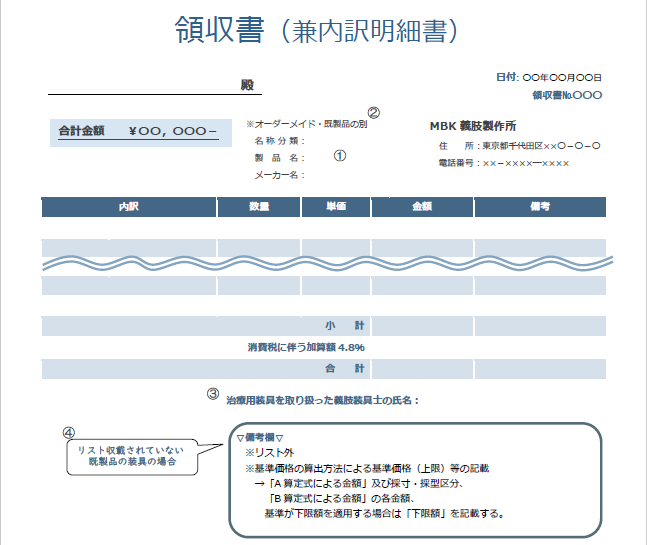 領収書（兼内訳明細書）
殿
日付: 〇〇年〇〇月〇〇日
領収書№〇〇〇
合計金額　￥〇〇，〇〇〇－
②
※オーダーメイド・既製品の別
名 称 分 類：
製　品　名：　①
メーカー名：
MBK 義肢製作所
住　　所：東京都千代田区××〇－〇－〇
電話番号：××－××××－××××
内訳　数量　単価　金額　備考
小　　計
消費税に伴う加算額 4.8%
合　　計
③　治療用装具を取り扱った義肢装具士の氏名：
④
リスト収載されていない
既製品の装具の場合
▽備考欄▽
※リスト外
※基準価格の算出方法による基準価格（上限）等の記載
→「A 算定式による金額」及び採寸・採型区分、
「B 算定式による金額」の各金額、
基準が下限額を適用する場合は「下限額」を記載する。